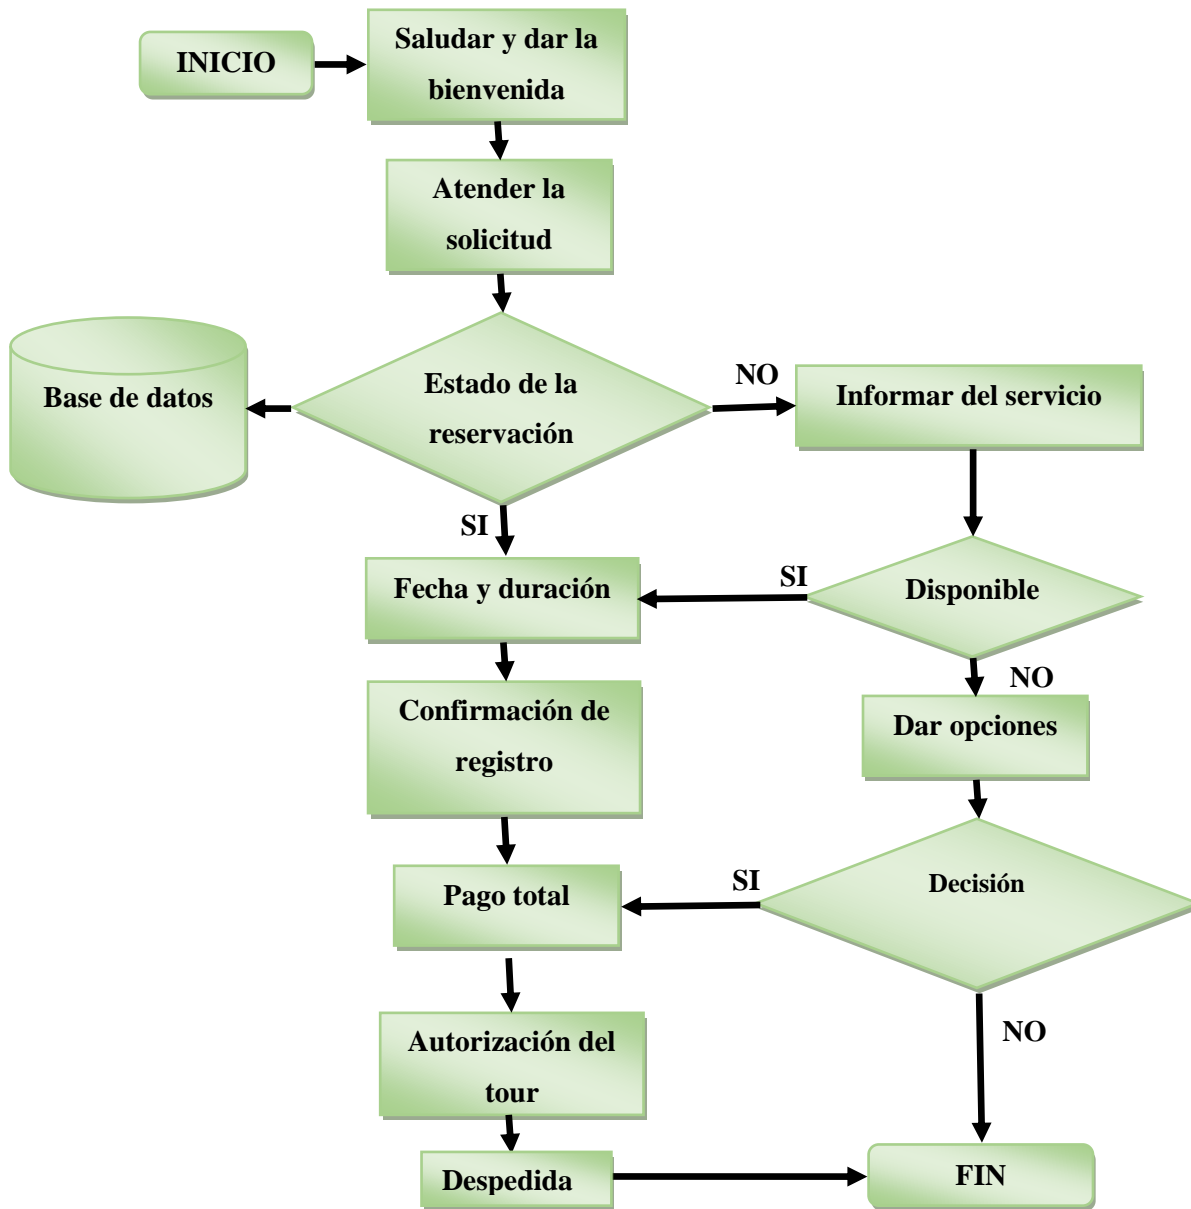 INICIO
Saludar y dar la
bienvenida
Atender la
solicitud
Base de datos
Estado de la
reservación
NO
Informar del servicio
SI
Fecha y duración
SI
Disponible
NO
Confirmación de
registro
Dar opciones
Pago total
SI
Decisión
Autorización del
tour
NO
Despedida
FIN